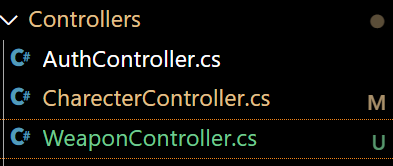 Controllers
C# AuthController.cs
C# CharecterController.cs M
C# WeaponController.cs U